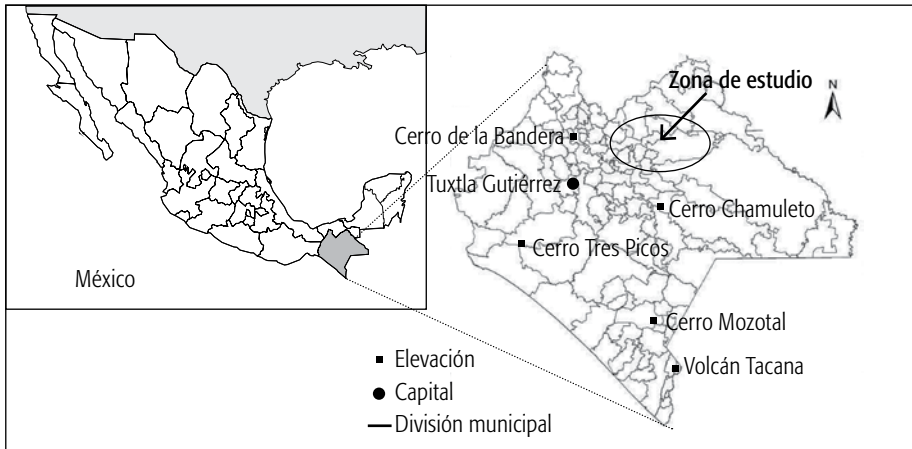 Zona de estudio
N
Cerro de la Bandera
Tuxtla Gutiérrez
Cerro Chamuleto
Cerro Tres Picos
México
Cerro Mozotal
Elevación
Volcán Tacana
Capital
División municipal